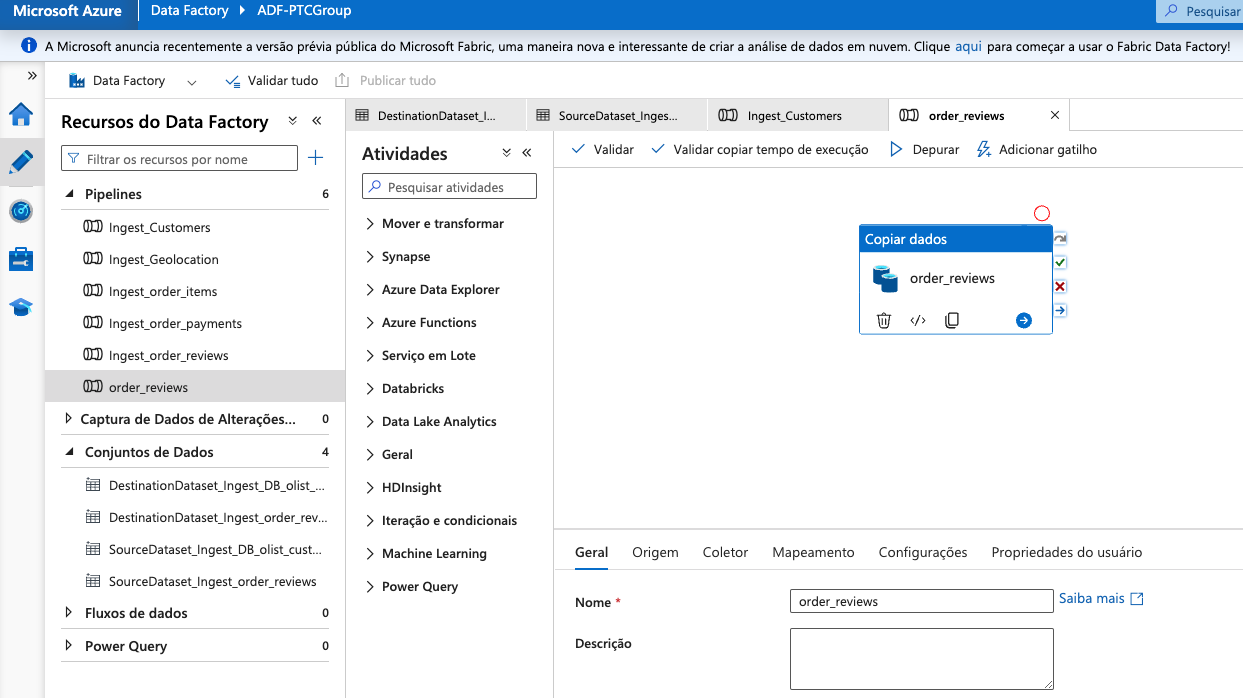 Microsoft Azure Data Factory ADF-PTCGroup Pesquisar
A Microsoft anuncia recentemente a versão prévia pública do Microsoft Fabric, uma maneira nova e interessante de criar a análise de dados em nuvem. Clique aqui para começar a usar o Fabric Data Factory!
Data Factory Validar tudo Publicar tudo
Recursos do Data Factory
Filtrar os recursos por nome
Pipelines 6
Ingest_Customers
Ingest_Geolocation
Ingest_order_items
Ingest_order_payments
Ingest_order_reviews
order_reviews
Captura de Dados de Alterações... 0
Conjuntos de Dados 4
DestinationDataset_Ingest_DB_olist_...
DestinationDataset_Ingest_order_rev...
SourceDataset_Ingest_DB_olist_cust...
SourceDataset_Ingest_order_reviews
Fluxos de dados 0
Power Query 0
DestinationDataset_I... SourceDataset_Inges... Ingest_Customers order_reviews
Atividades
Pesquisar atividades
Mover e transformar
Synapse
Azure Data Explorer
Azure Functions
Serviço em Lote
Databricks
Data Lake Analytics
Geral
HDInsight
Iteração e condicionais
Machine Learning
Power Query
Validar Validar copiar tempo de execução Depurar Adicionar gatilho
Copiar dados
order_reviews
Geral Origem Coletor Mapeamento Configurações Propriedades do usuário
Nome * order_reviews Saiba mais
Descrição